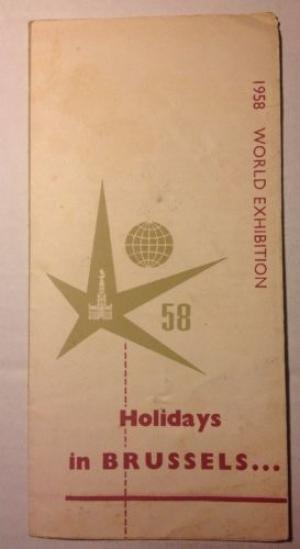 1958 WORLD EXHIBITION
58
Holidays
in BRUSSELS...